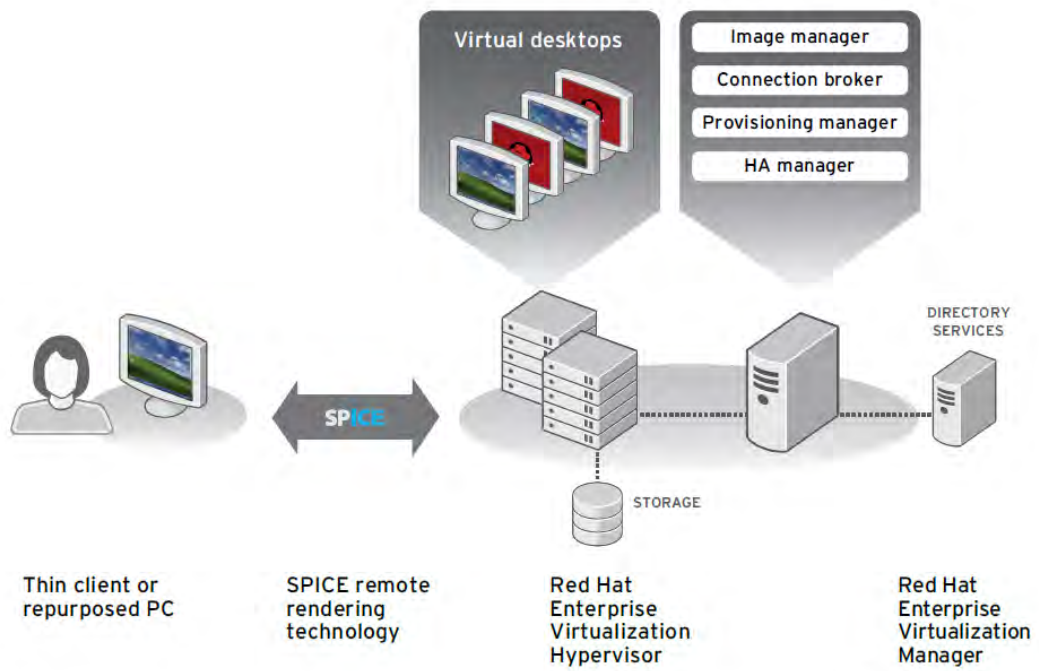 Virtual desktops
Image manager
Connection broker
Provisioning manager
HA manager
DIRECTORY
SERVICES
SPICE
STORAGE
Thin client or
repurposed PC
SPICE remote
rendering
technology
Red Hat
Enterprise
Virtualization
Hypervisor
Red Hat
Enterprise
Virtualization
Manager